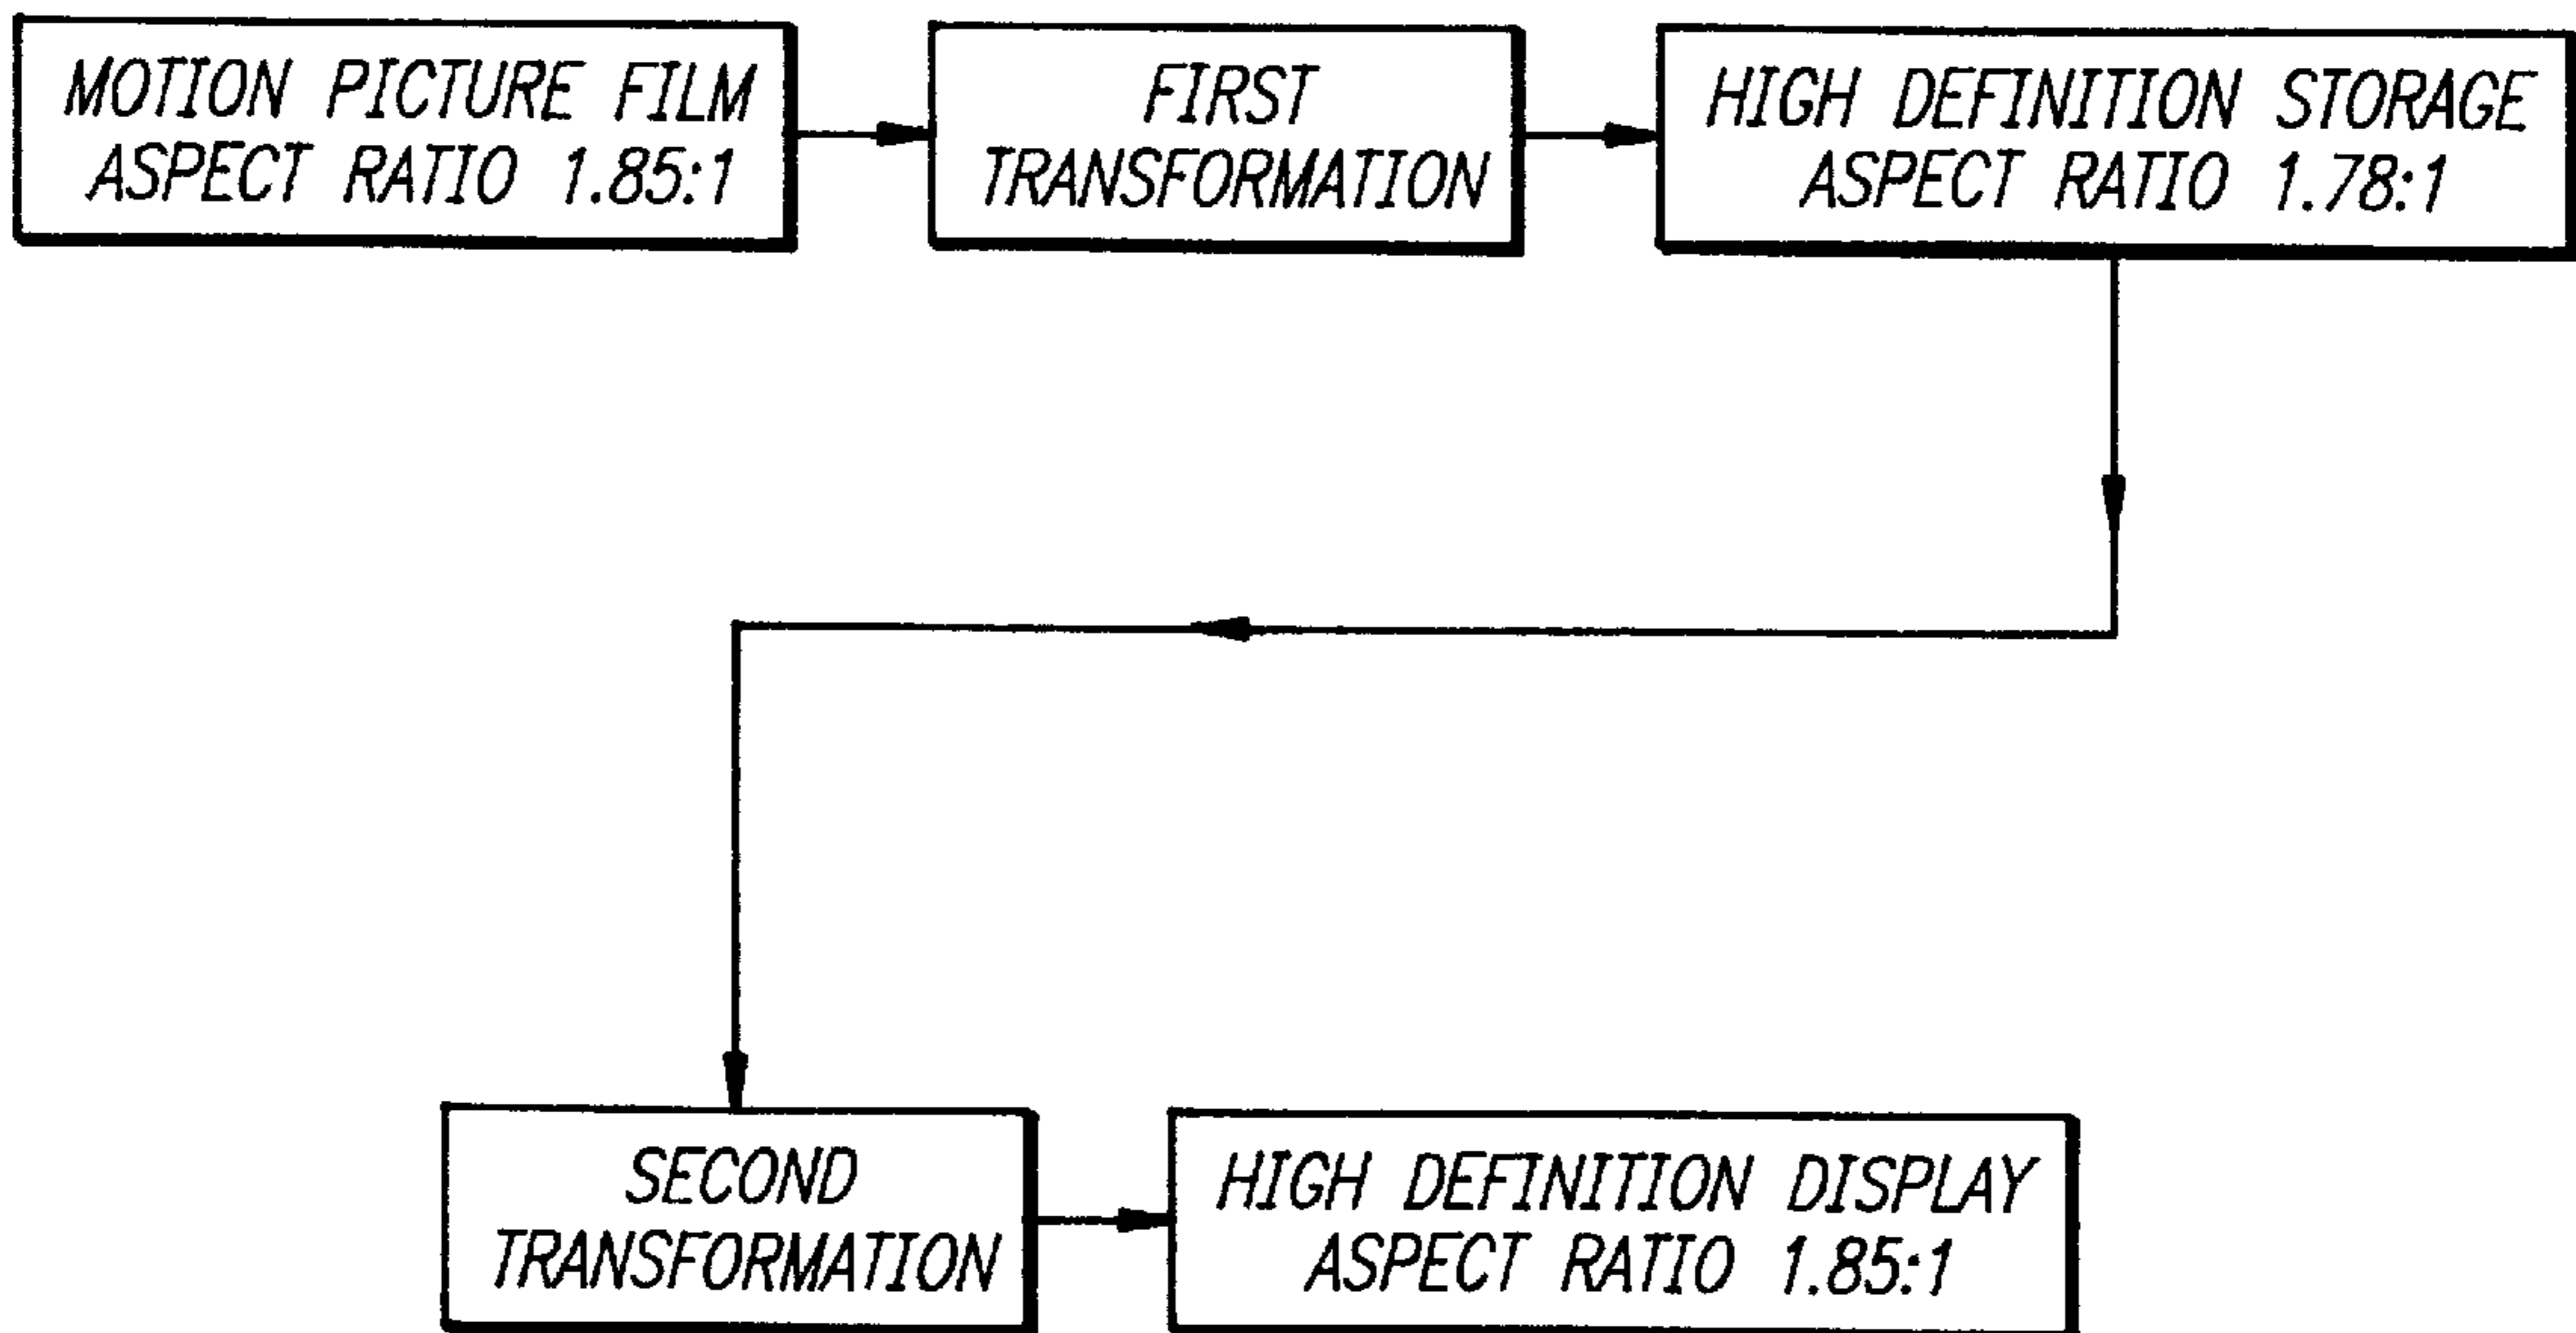 MOTION PICTURE FILM
ASPECT RATIO 1.85:1
FIRST
TRANSFORMATION
HIGH DEFINITION STORAGE
ASPECT RATIO 1.78:1
SECOND
TRANSFORMATION
HIGH DEFINITION DISPLAY
ASPECT RATIO 1.85:1